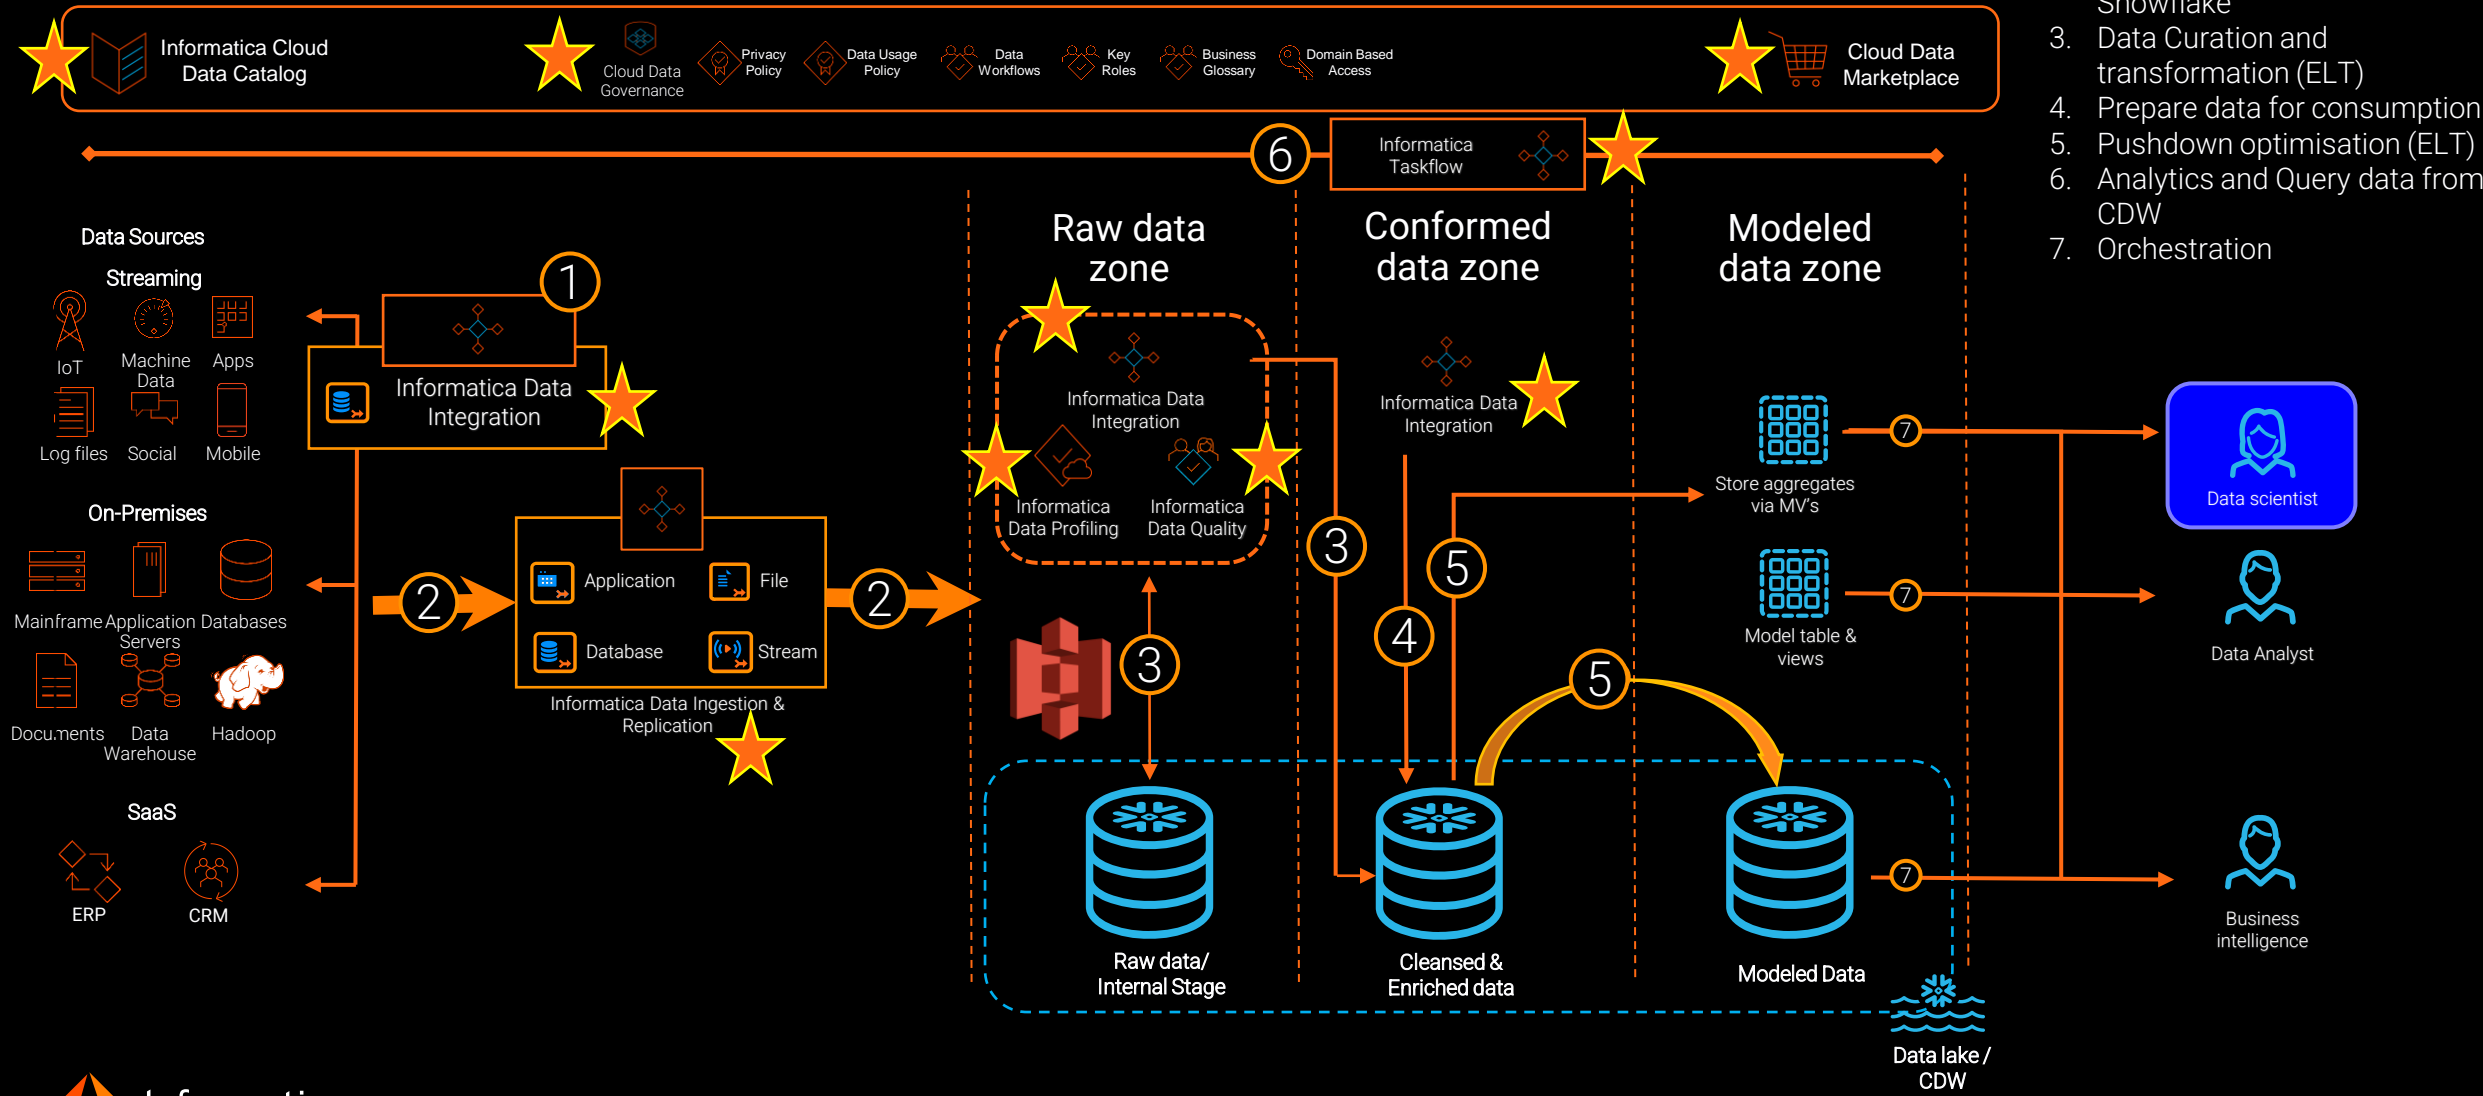 Informatica Cloud
Data Catalog
Cloud Data
Governance
Privacy
Policy
Data Usage
Policy
Data
Workflows
Key
Roles
Business
Glossary
Domain Based
Access
Cloud Data
Marketplace
Snowflake
3. Data Curation and
transformation (ELT)
4. Prepare data for consumption
5. Pushdown optimisation (ELT)
6. Analytics and Query data from
CDW
7. Orchestration
6
Informatica
Taskflow
Data Sources
Streaming
IoT
Machine
Data
Apps
Log files
Social
Mobile
On-Premises
Mainframe
Application
Servers
Databases
Documents
Data
Warehouse
Hadoop
SaaS
ERP
CRM
1
Informatica Data
Integration
2
Application
File
Database
Stream
Informatica Data Ingestion &
Replication
2
Raw data
zone
Informatica Data
Integration
Informatica
Data Profiling
Informatica
Data Quality
3
3
Raw data/
Internal Stage
Conformed
data zone
Informatica Data
Integration
4
5
5
Cleansed &
Enriched data
Modeled
data zone
Store aggregates
via MV's
Model table &
views
Modeled Data
7
7
7
Data scientist
Data Analyst
Business
intelligence
Data lake /
CDW